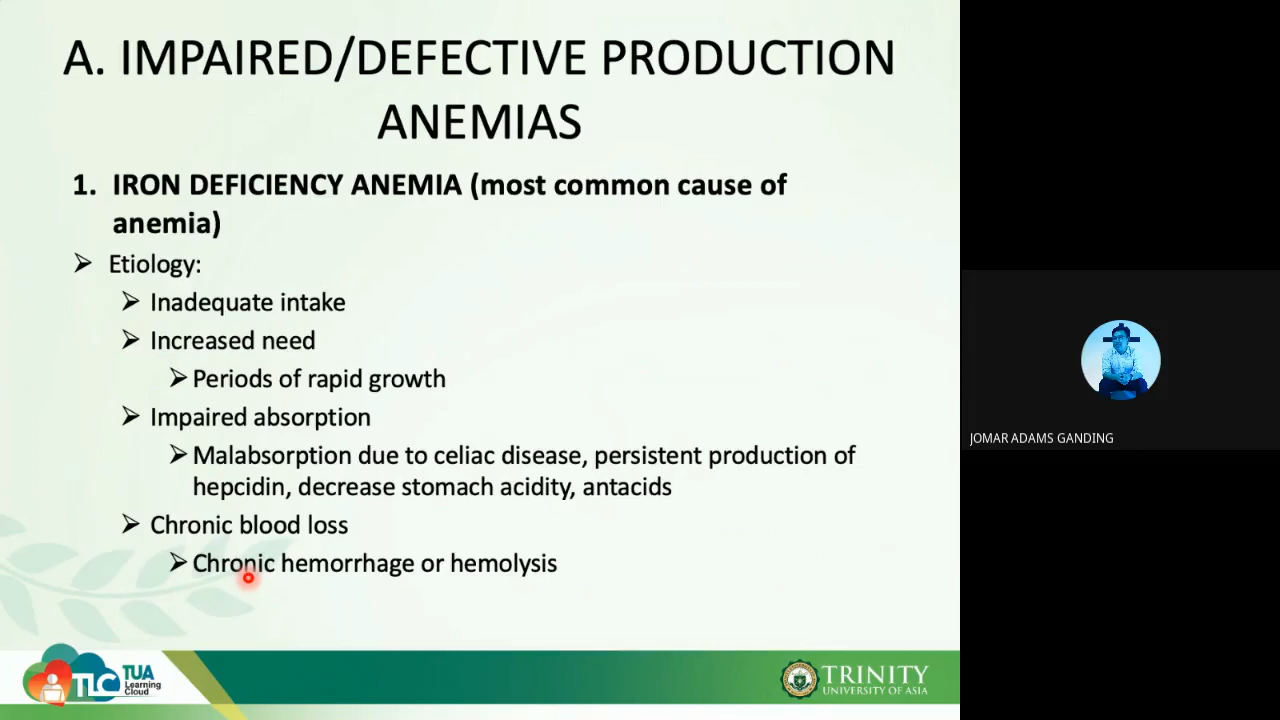 A. IMPAIRED/DEFECTIVE PRODUCTION
ANEMIAS
1. IRON DEFICIENCY ANEMIA (most common cause of
anemia)
Etiology:
Inadequate intake
Increased need
Periods of rapid growth
Impaired absorption
Malabsorption due to celiac disease, persistent production of
hepcidin, decrease stomach acidity, antacids
Chronic blood loss
Chronic hemorrhage or hemolysis
JOMAR ADAMS GANDING
TLC
TUA
Learning
Cloud
TRINITY
UNIVERSITY OF ASIA